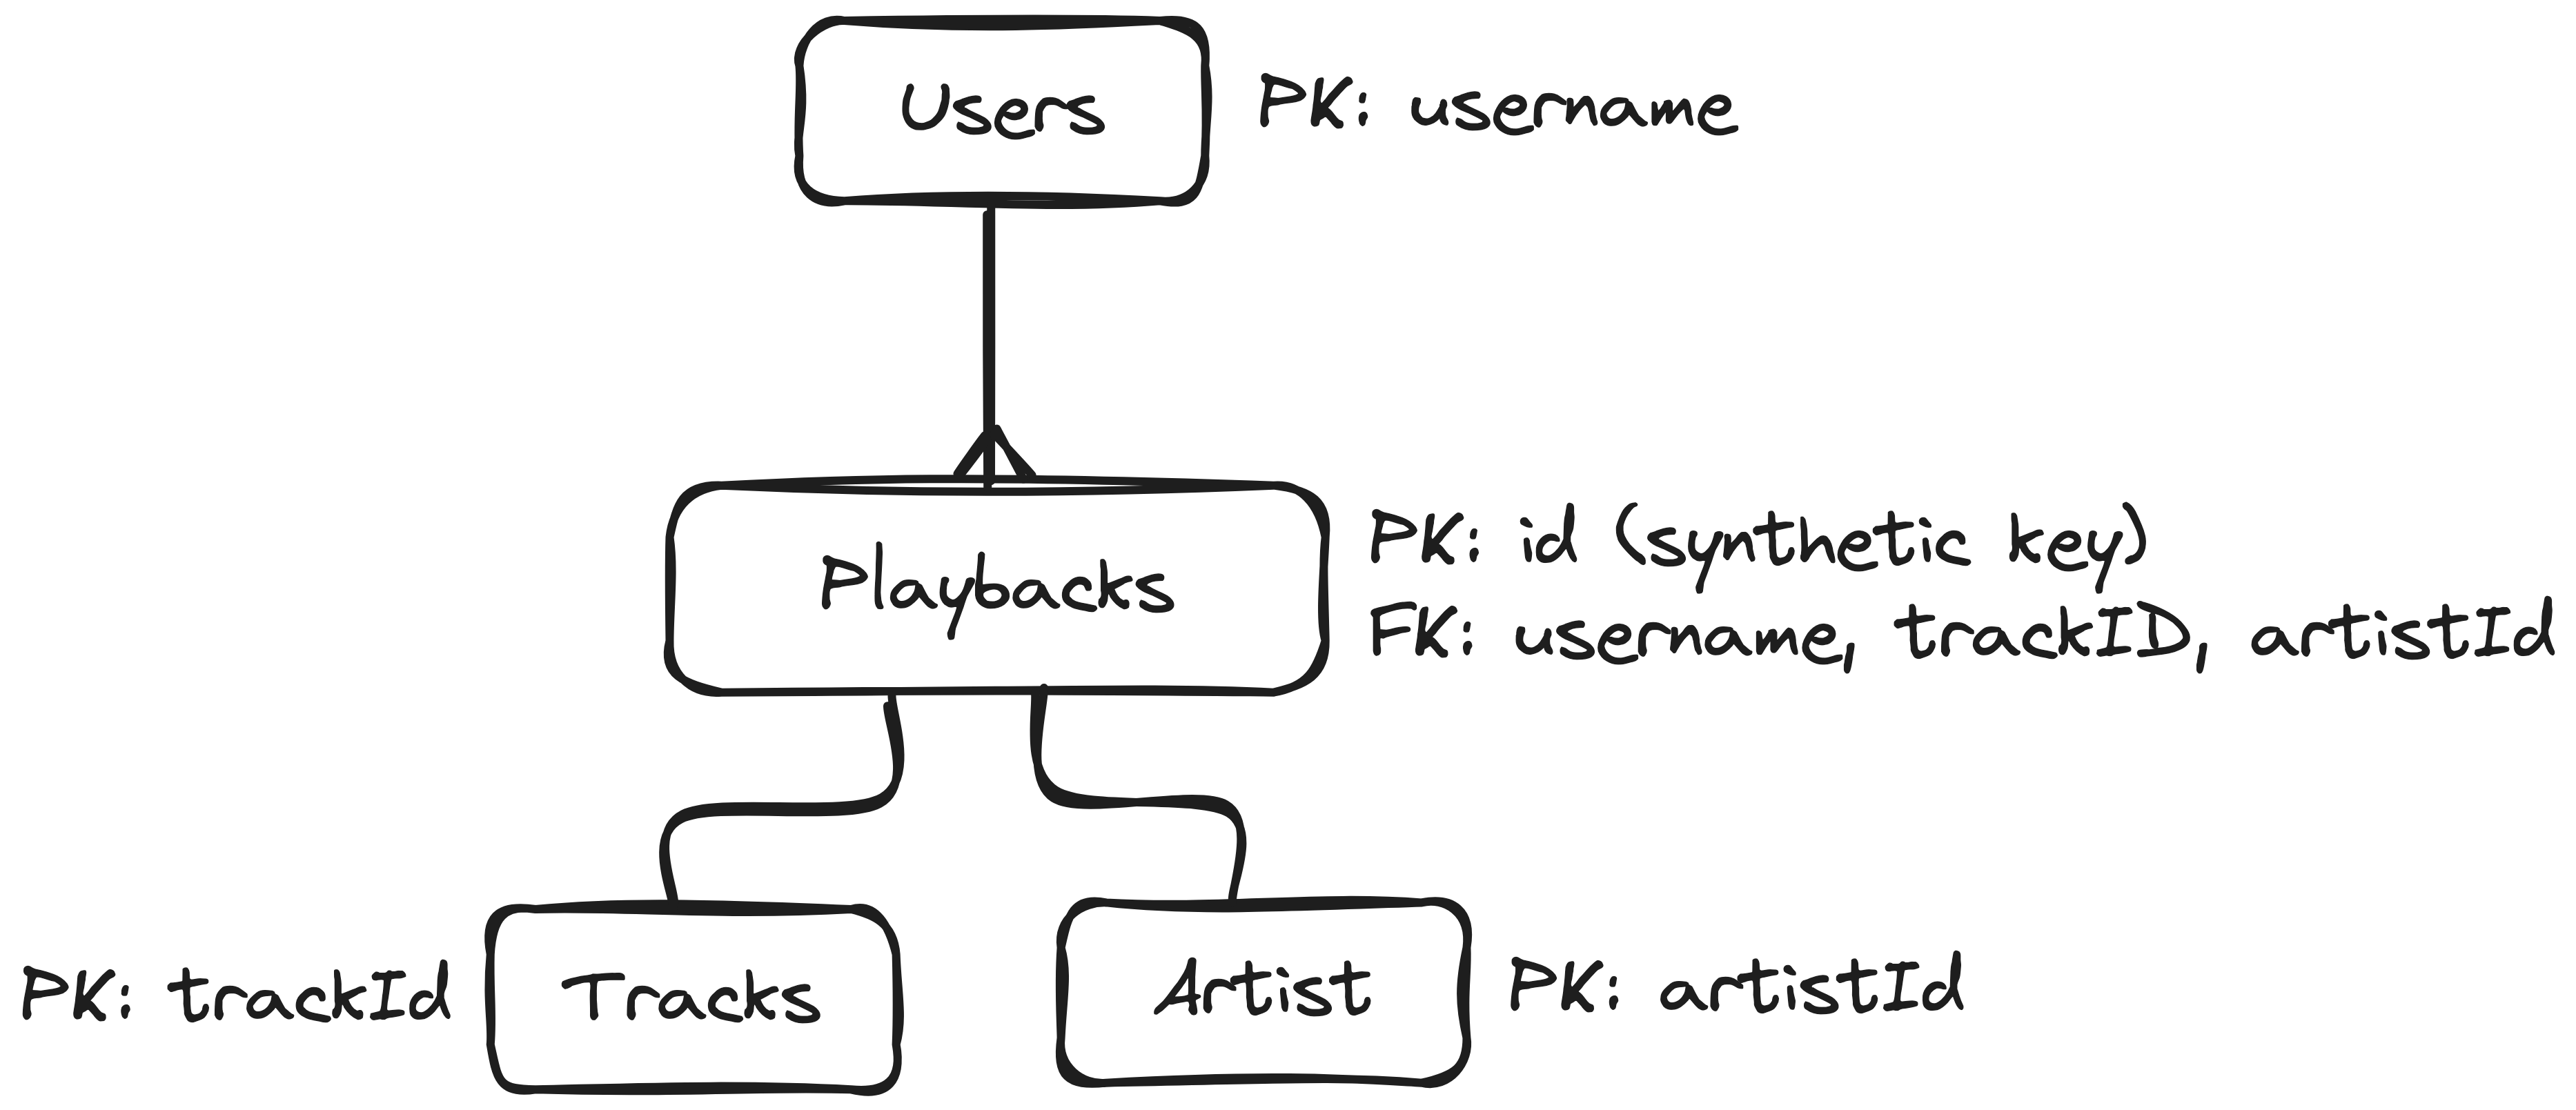 Users
PK: username
Playbacks
PK: id (synthetic key)
FK: username, trackID, artistId
PK: trackId
Tracks
Artist
PK: artistId